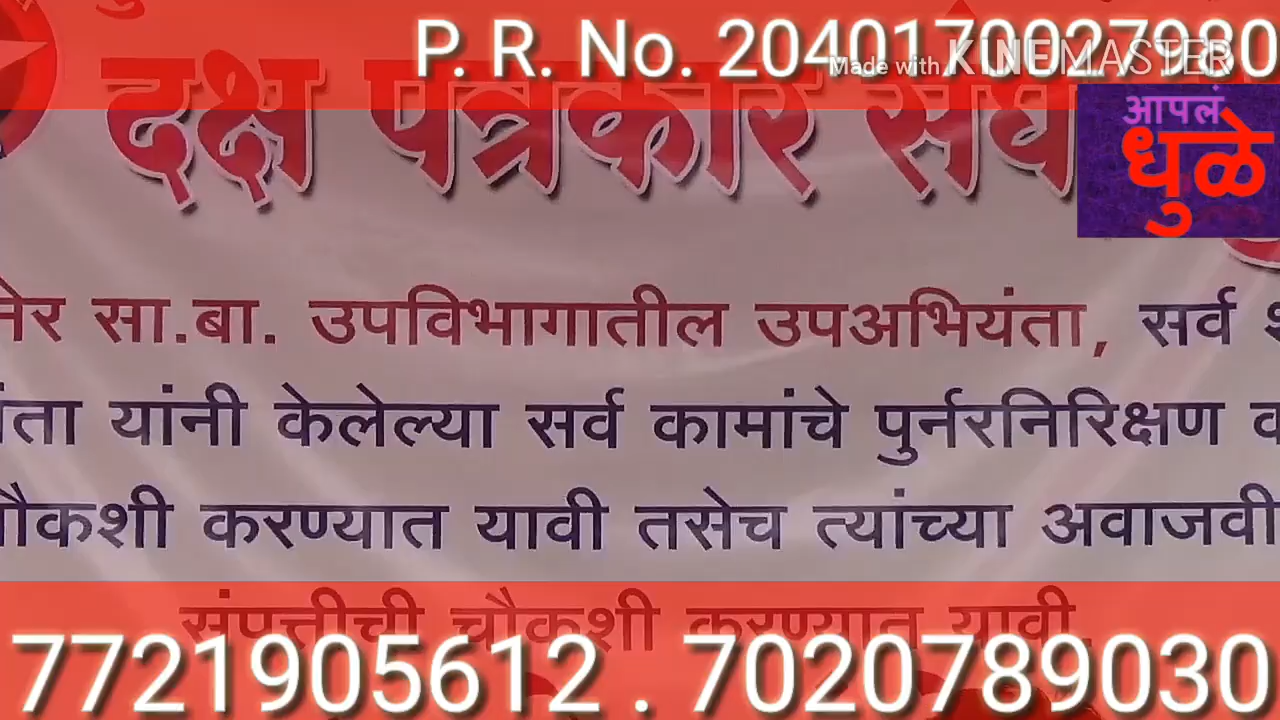 P. R. No. 2040170027980
Made with KINEMASTER
दक्ष पत्रकार संघ
आपलं
धुळे
सा.बा. उपविभागातील उपअभियंता, सर्व
यांनी केलेल्या सर्व कामांचे पुर्नरनिरिक्षण
करण्यात यावी तसेच त्यांच्या अवाजवी
संपत्तीची चौकशी करण्यात यावी.
7721905612 . 7020789030